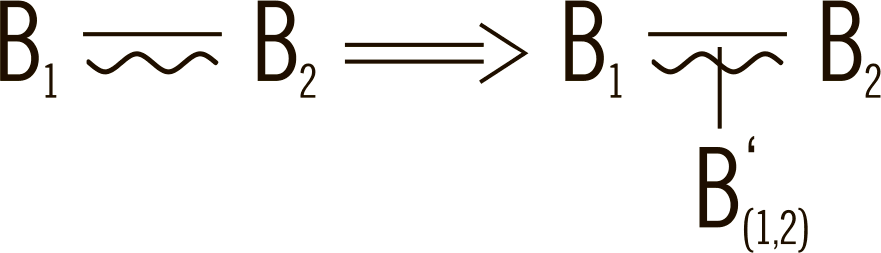 B₁ B₂ ⟹ B₁ B₂
B‘₍₁,₂₎